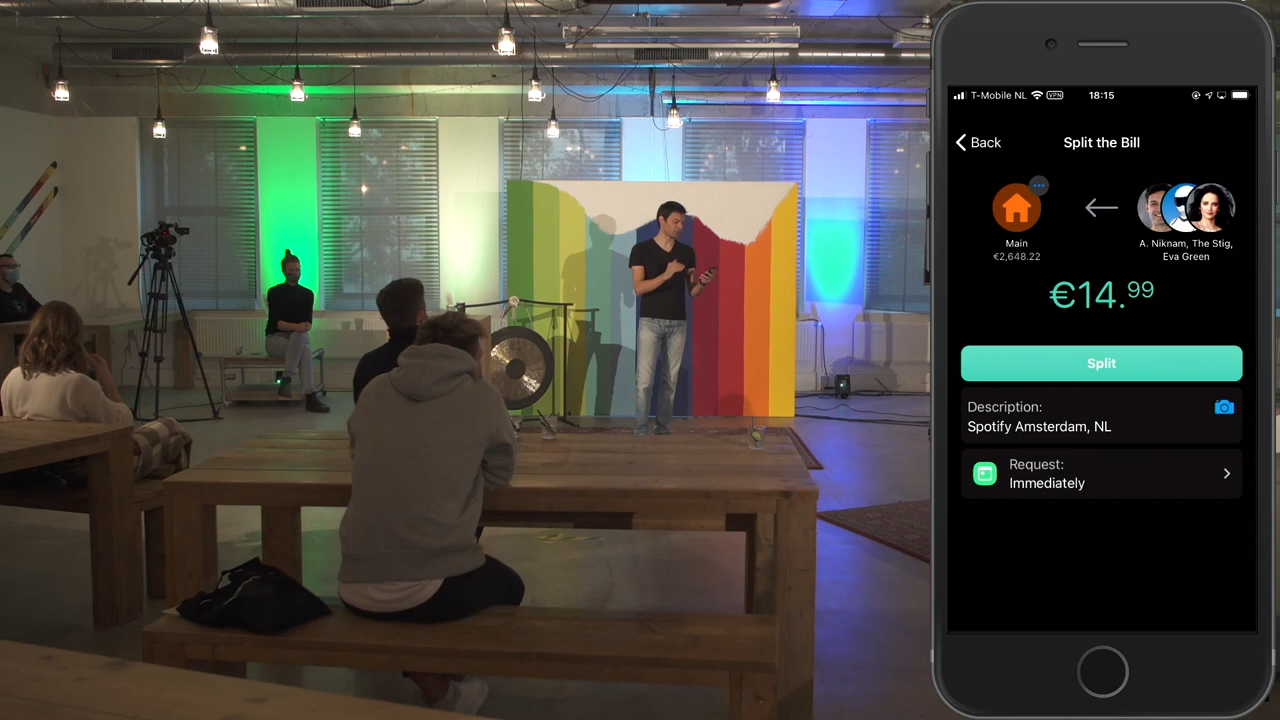 T-Mobile NL
VPN
18:15
Back
Split the Bill
Main
€2,648.22
A. Niknam, The Stig,
Eva Green
€14.99
Split
Description:
Spotify Amsterdam, NL
Request:
Immediately